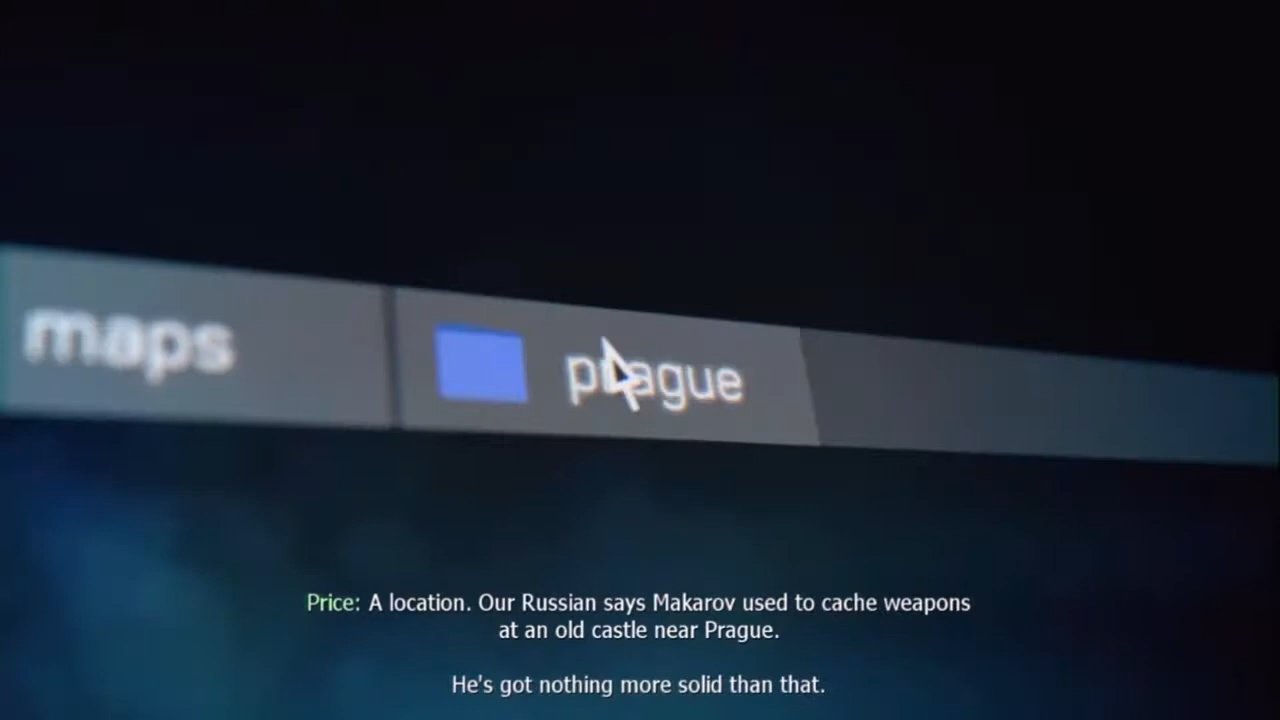 maps
prague
Price: A location. Our Russian says Makarov used to cache weapons
at an old castle near Prague.
He's got nothing more solid than that.